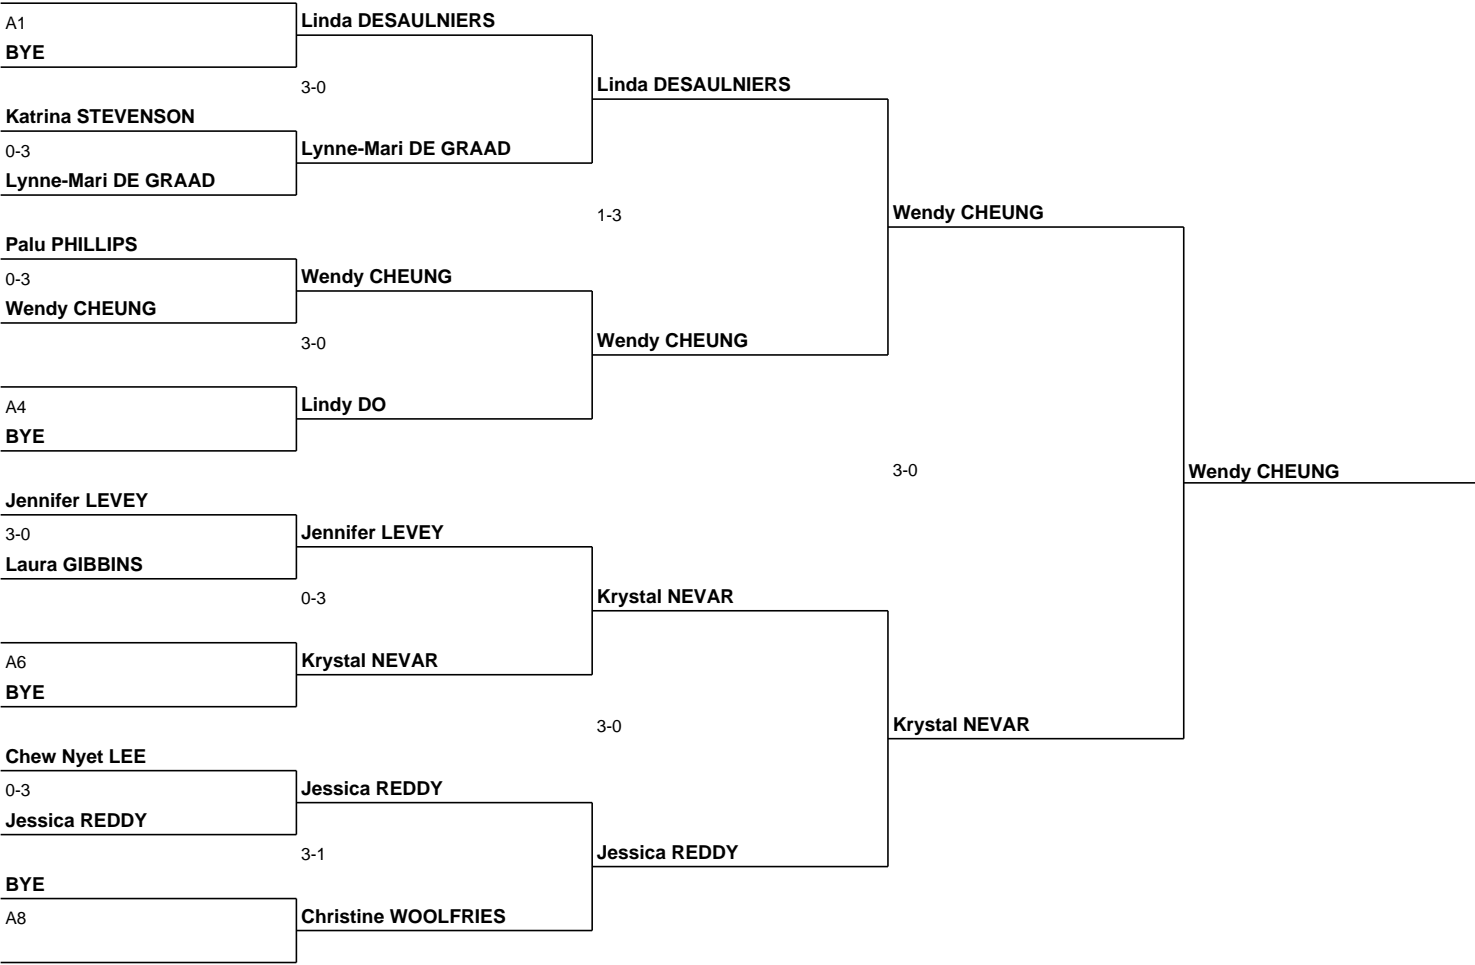 A1
BYE
Katrina STEVENSON
0-3
Lynne-Mari DE GRAAD
Palu PHILLIPS
0-3
Wendy CHEUNG
A4
BYE
Jennifer LEVEY
3-0
Laura GIBBINS
A6
BYE
Chew Nyet LEE
0-3
Jessica REDDY
BYE
A8
Linda DESAULNIERS
3-0
Lynne-Mari DE GRAAD
Wendy CHEUNG
3-0
Lindy DO
Jennifer LEVEY
0-3
Krystal NEVAR
Jessica REDDY
3-1
Christine WOOLFRIES
Linda DESAULNIERS
1-3
Wendy CHEUNG
Krystal NEVAR
3-0
Jessica REDDY
Wendy CHEUNG
3-0
Krystal NEVAR
Wendy CHEUNG